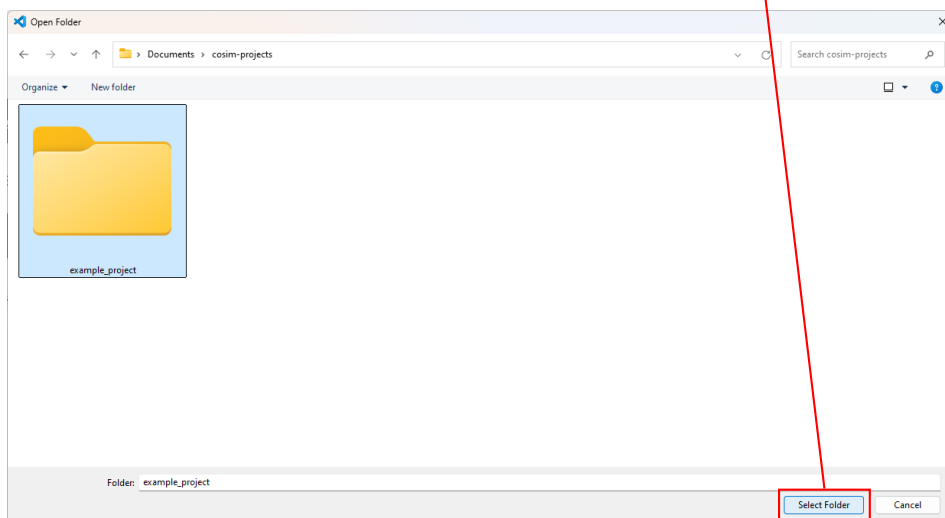 Open Folder
Documents > cosim-projects
Search cosim-projects
Organize
New folder
example_project
Folder: example_project
Select Folder
Cancel